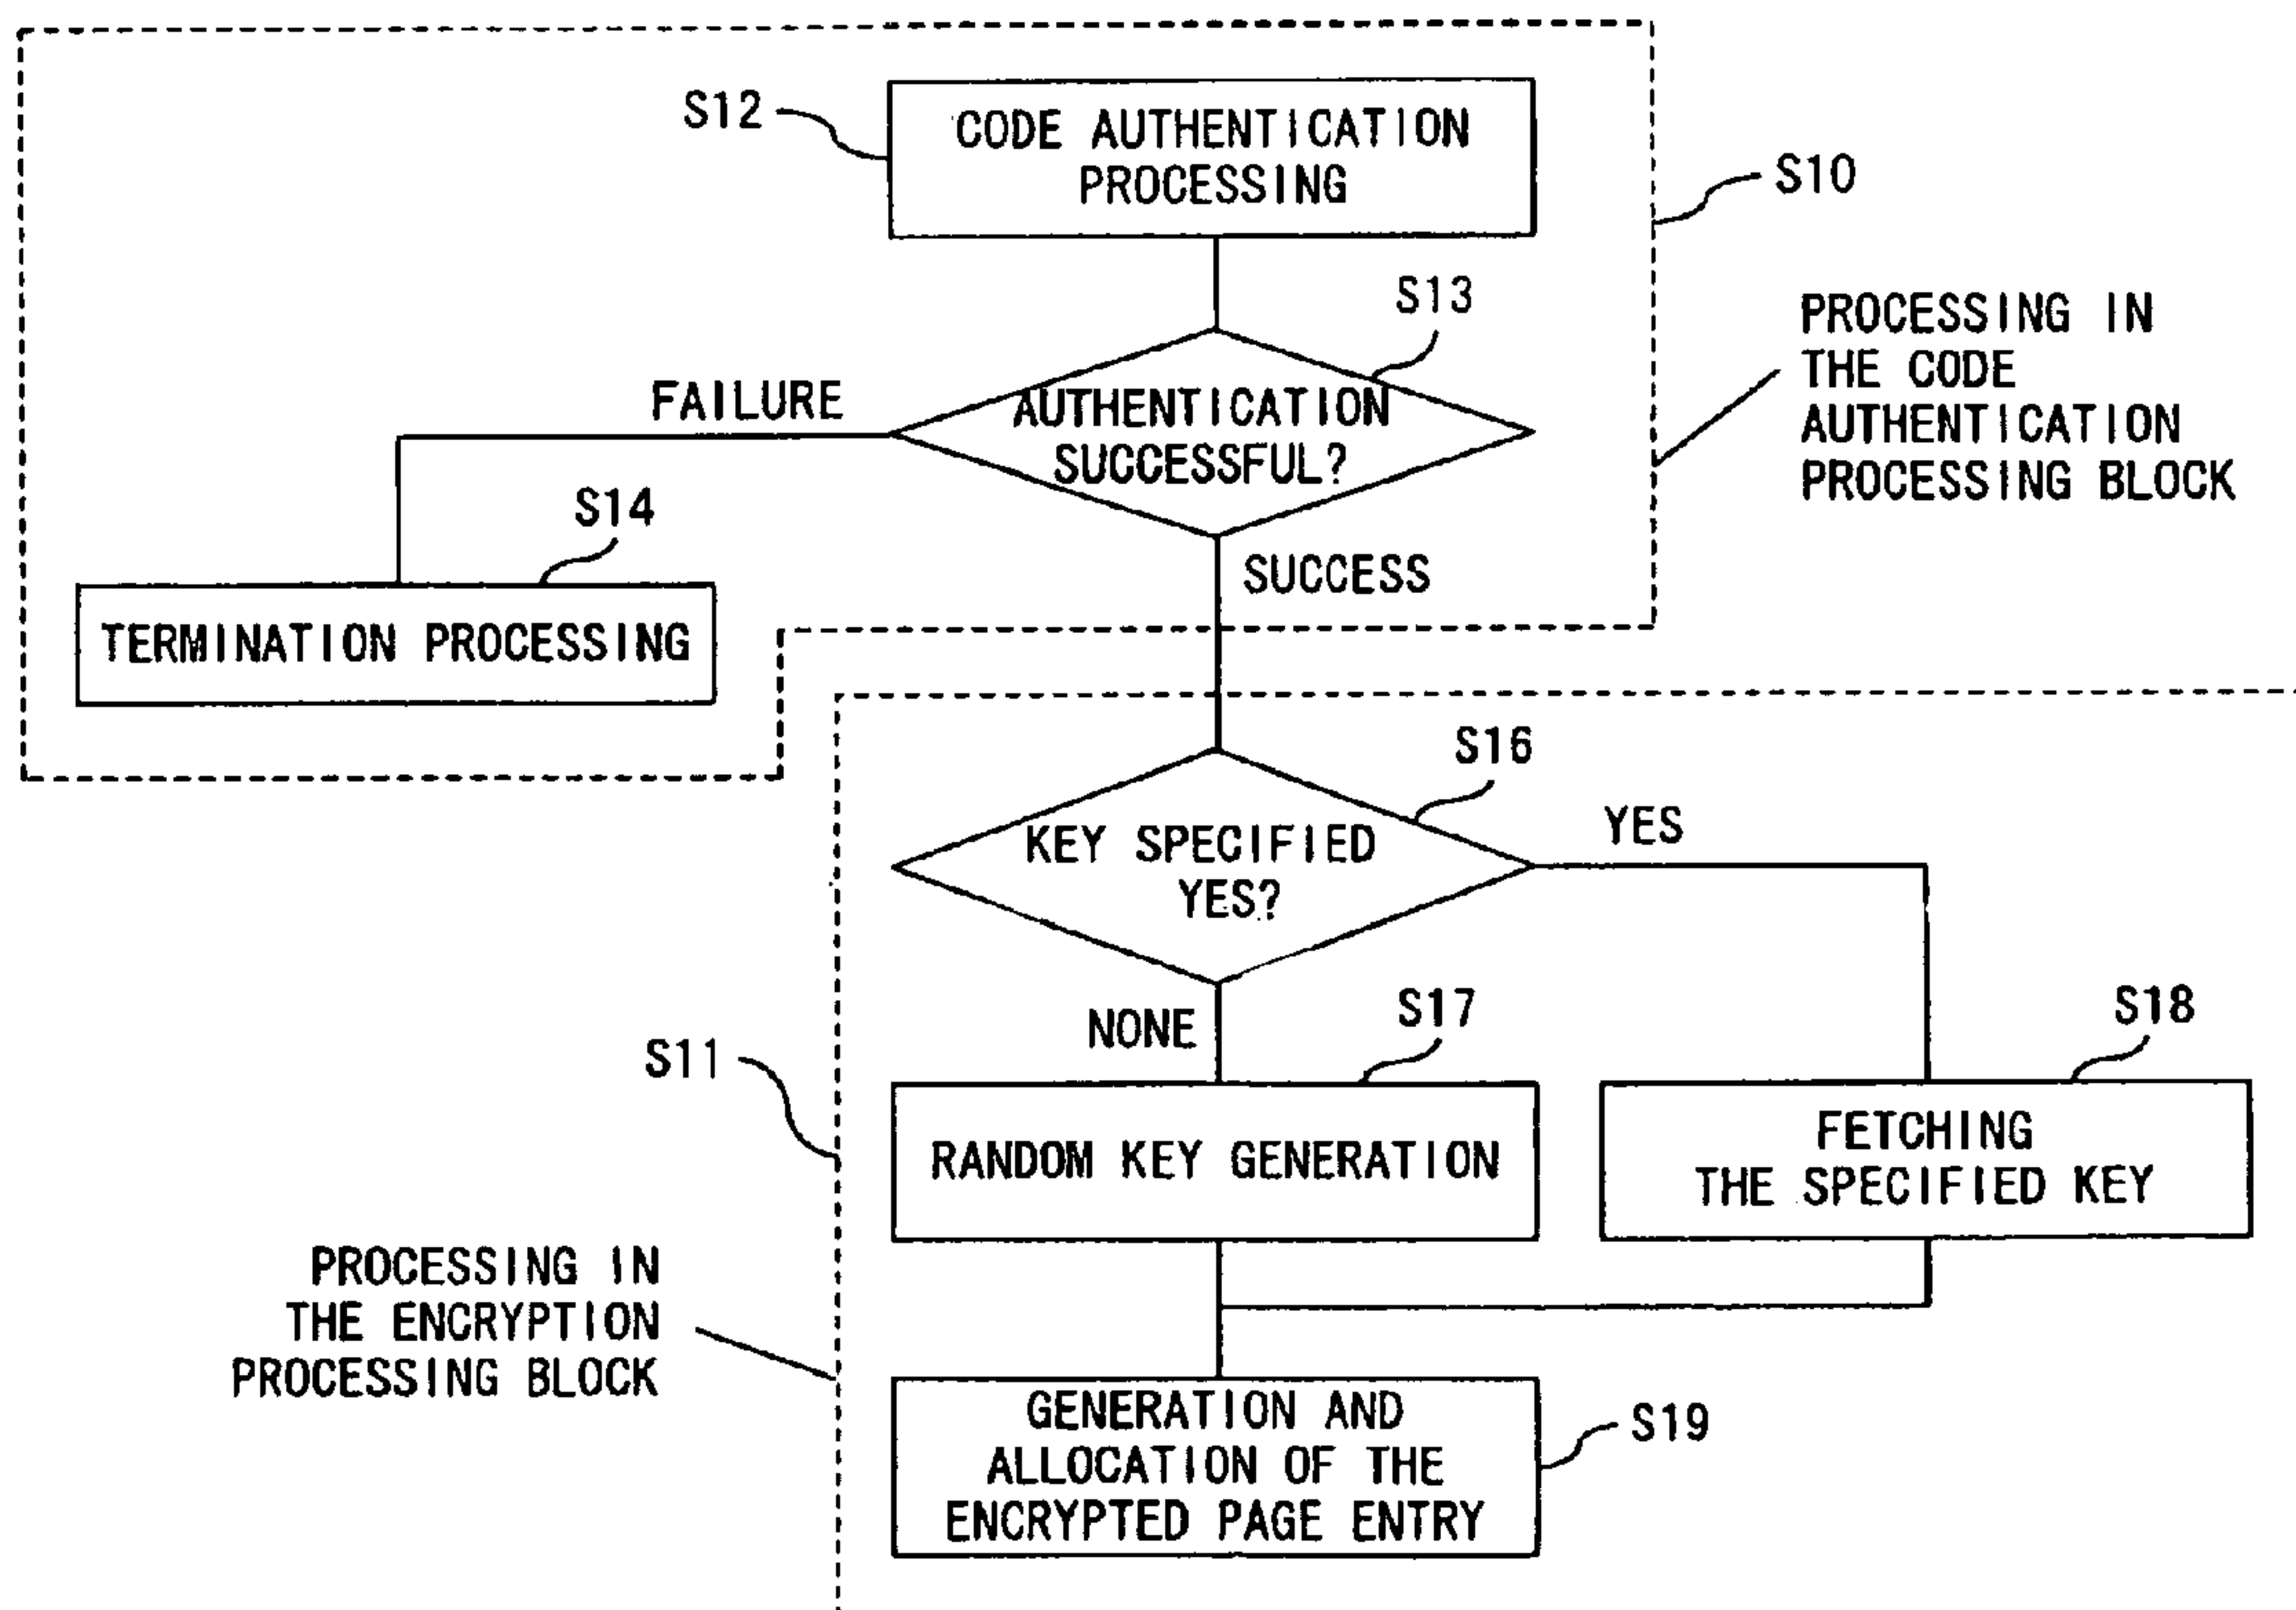 S12
CODE AUTHENTICATION
PROCESSING
S10
S13
PROCESSING IN
THE CODE
AUTHENTICATION
PROCESSING BLOCK
FAILURE
AUTHENTICATION
SUCCESSFUL?
S14
SUCCESS
TERMINATION PROCESSING
S16
YES
KEY SPECIFIED
YES?
NONE
S17
S18
S11
RANDOM KEY GENERATION
FETCHING
THE SPECIFIED KEY
PROCESSING IN
THE ENCRYPTION
PROCESSING BLOCK
GENERATION AND
ALLOCATION OF THE
ENCRYPTED PAGE ENTRY
S19